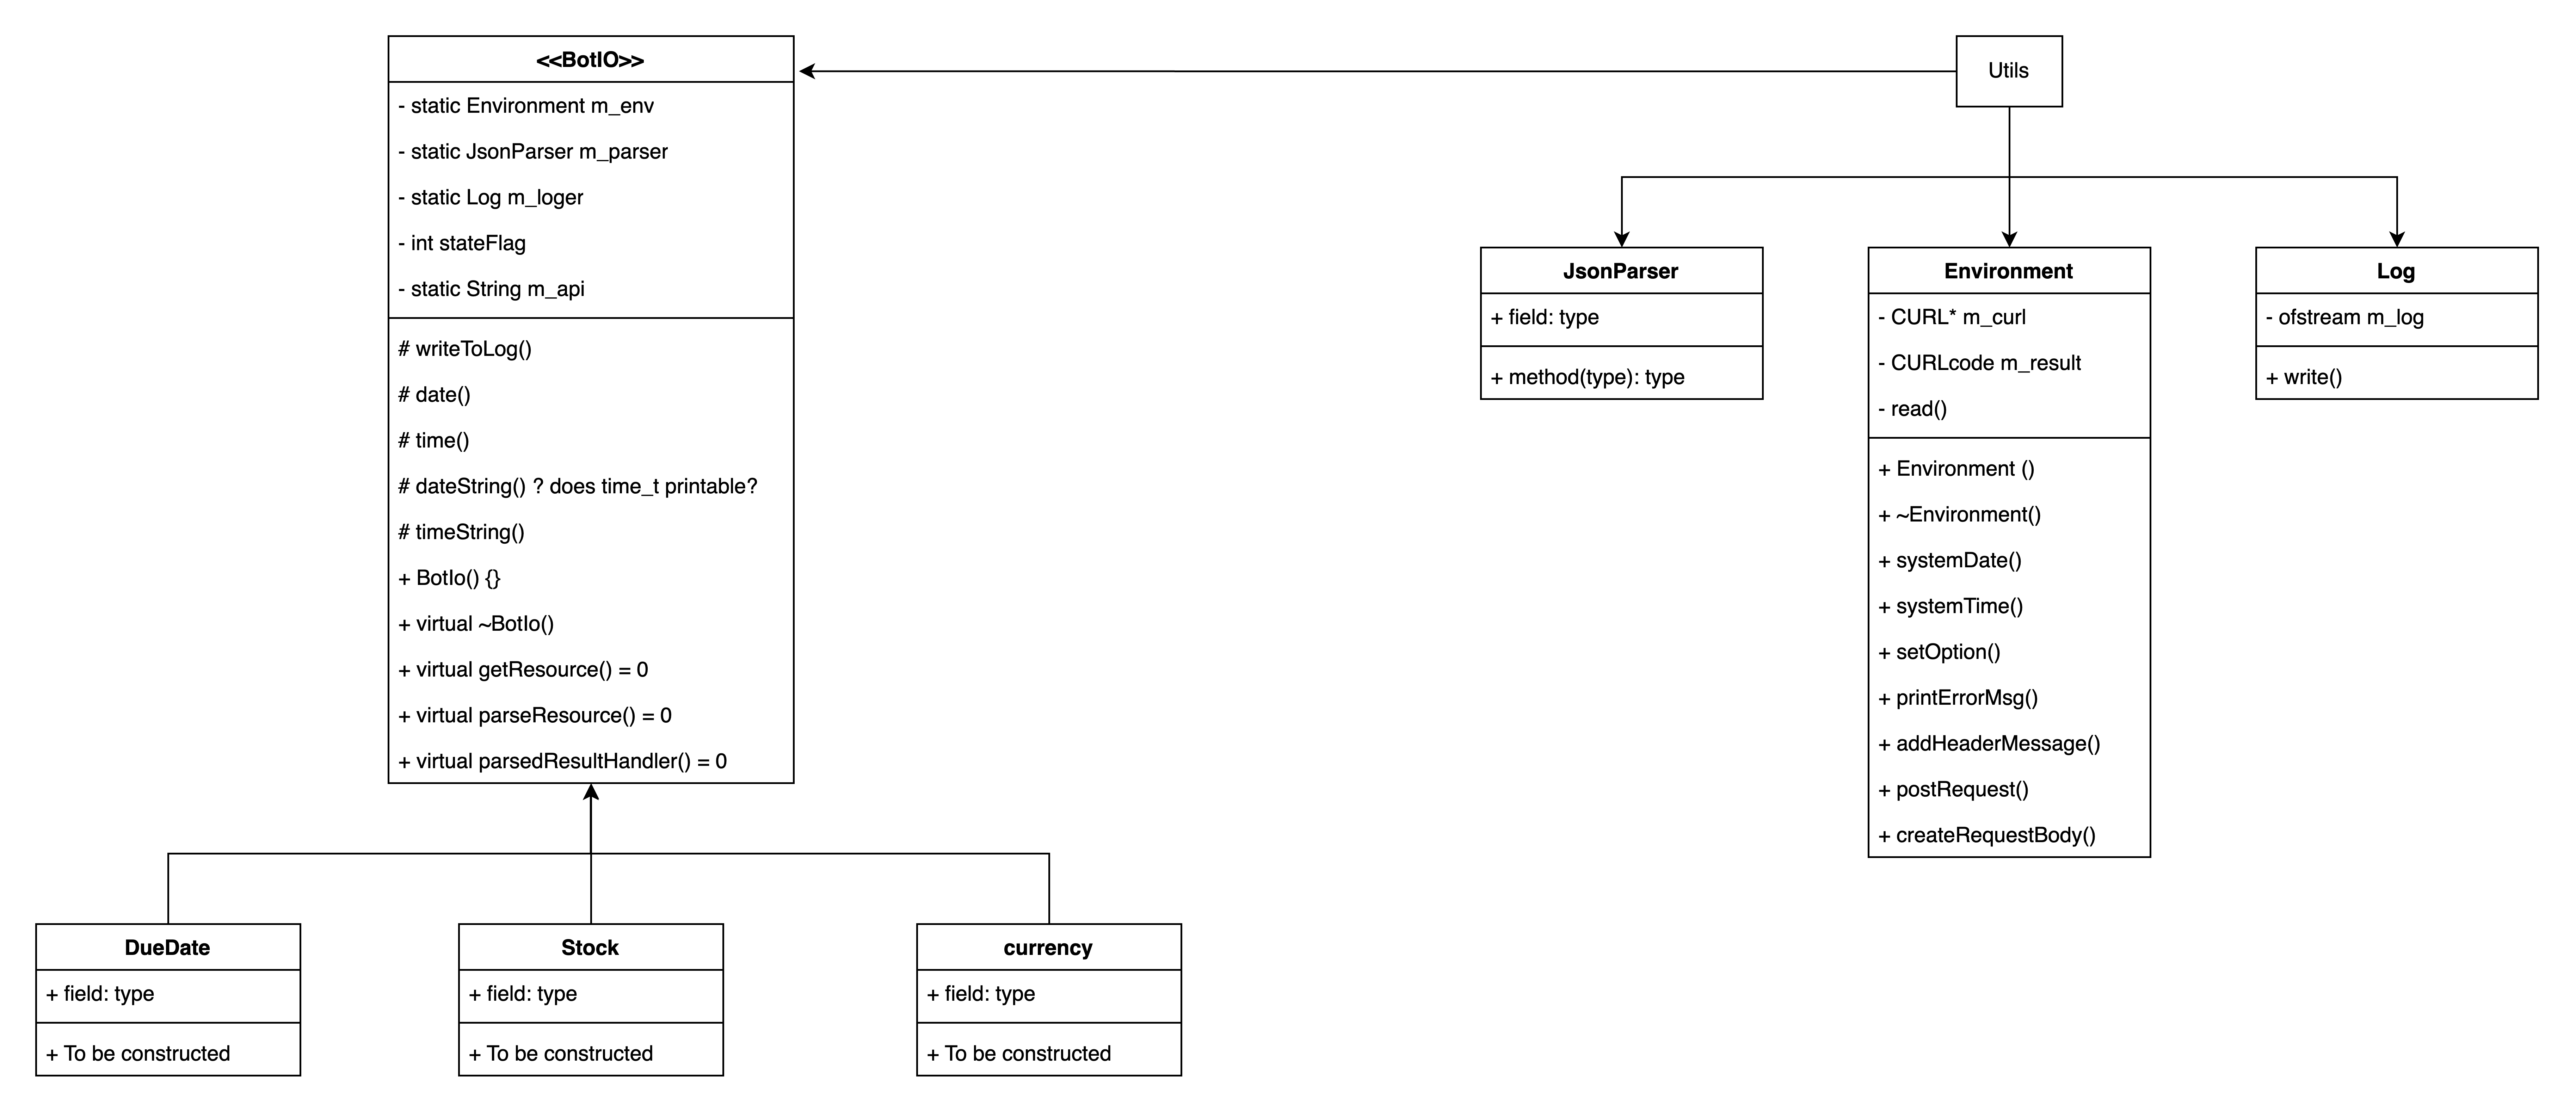 <<BotIO>>
- static Environment m_env
- static JsonParser m_parser
- static Log m_loger
- int stateFlag
- static String m_api
# writeToLog()
# date()
# time()
# dateString() ? does time_t printable?
# timeString()
+ BotIo() {}
+ virtual ~BotIo()
+ virtual getResource() = 0
+ virtual parseResource() = 0
+ virtual parsedResultHandler() = 0
Utils
JsonParser
+ field: type
+ method(type): type
Environment
- CURL* m_curl
- CURLcode m_result
- read()
+ Environment ()
+ ~Environment()
+ systemDate()
+ systemTime()
+ setOption()
+ printErrorMsg()
+ addHeaderMessage()
+ postRequest()
+ createRequestBody()
Log
- ofstream m_log
+ write()
DueDate
+ field: type
+ To be constructed
Stock
+ field: type
+ To be constructed
currency
+ field: type
+ To be constructed